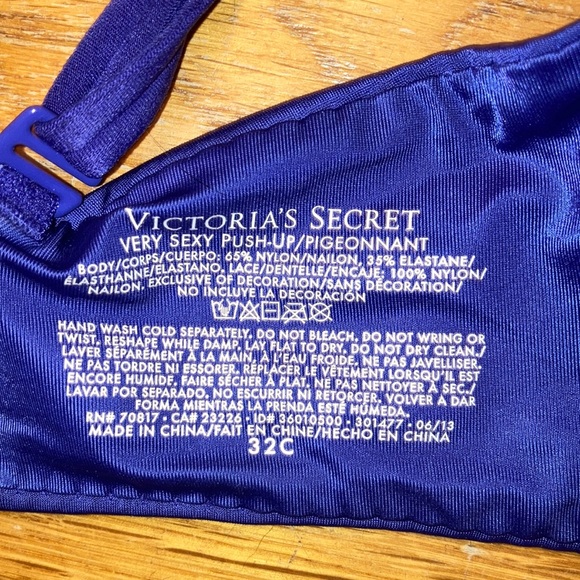 VICTORIA'S SECRET
VERY SEXY PUSH-UP/PIGEONNANT
BODY/CORPS/CUERPO: 65% NYLON/NAILON, 35% ELASTANE/
ÉLASTHANNE/ELASTANO. LACE/DENTELLE/ENCAJE: 100% NYLON/
NAILON. EXCLUSIVE OF DECORATION/SANS DÉCORATION/
NO INCLUYE LA DECORACIÓN
HAND WASH COLD SEPARATELY. DO NOT BLEACH. DO NOT WRING OR
TWIST. RESHAPE WHILE DAMP. LAY FLAT TO DRY. DO NOT DRY CLEAN./
LAVER SÉPARÉMENT À LA MAIN, À L'EAU FROIDE. NE PAS JAVELLISER.
NE PAS TORDRE NI ESSORER. REPLACER LE VÊTEMENT LORSQU'IL EST
ENCORE HUMIDE. FAIRE SÉCHER À PLAT. NE PAS NETTOYER À SEC./
LAVAR POR SEPARADO. NO ESCURRIR NI RETORCER. VOLVER A DAR
FORMA MIENTRAS LA PRENDA ESTÉ HÚMEDA.
RN# 70817 • CA# 23226 • ID# 36010500 • 301477 • 06/13
MADE IN CHINA/FAIT EN CHINE/HECHO EN CHINA
32C